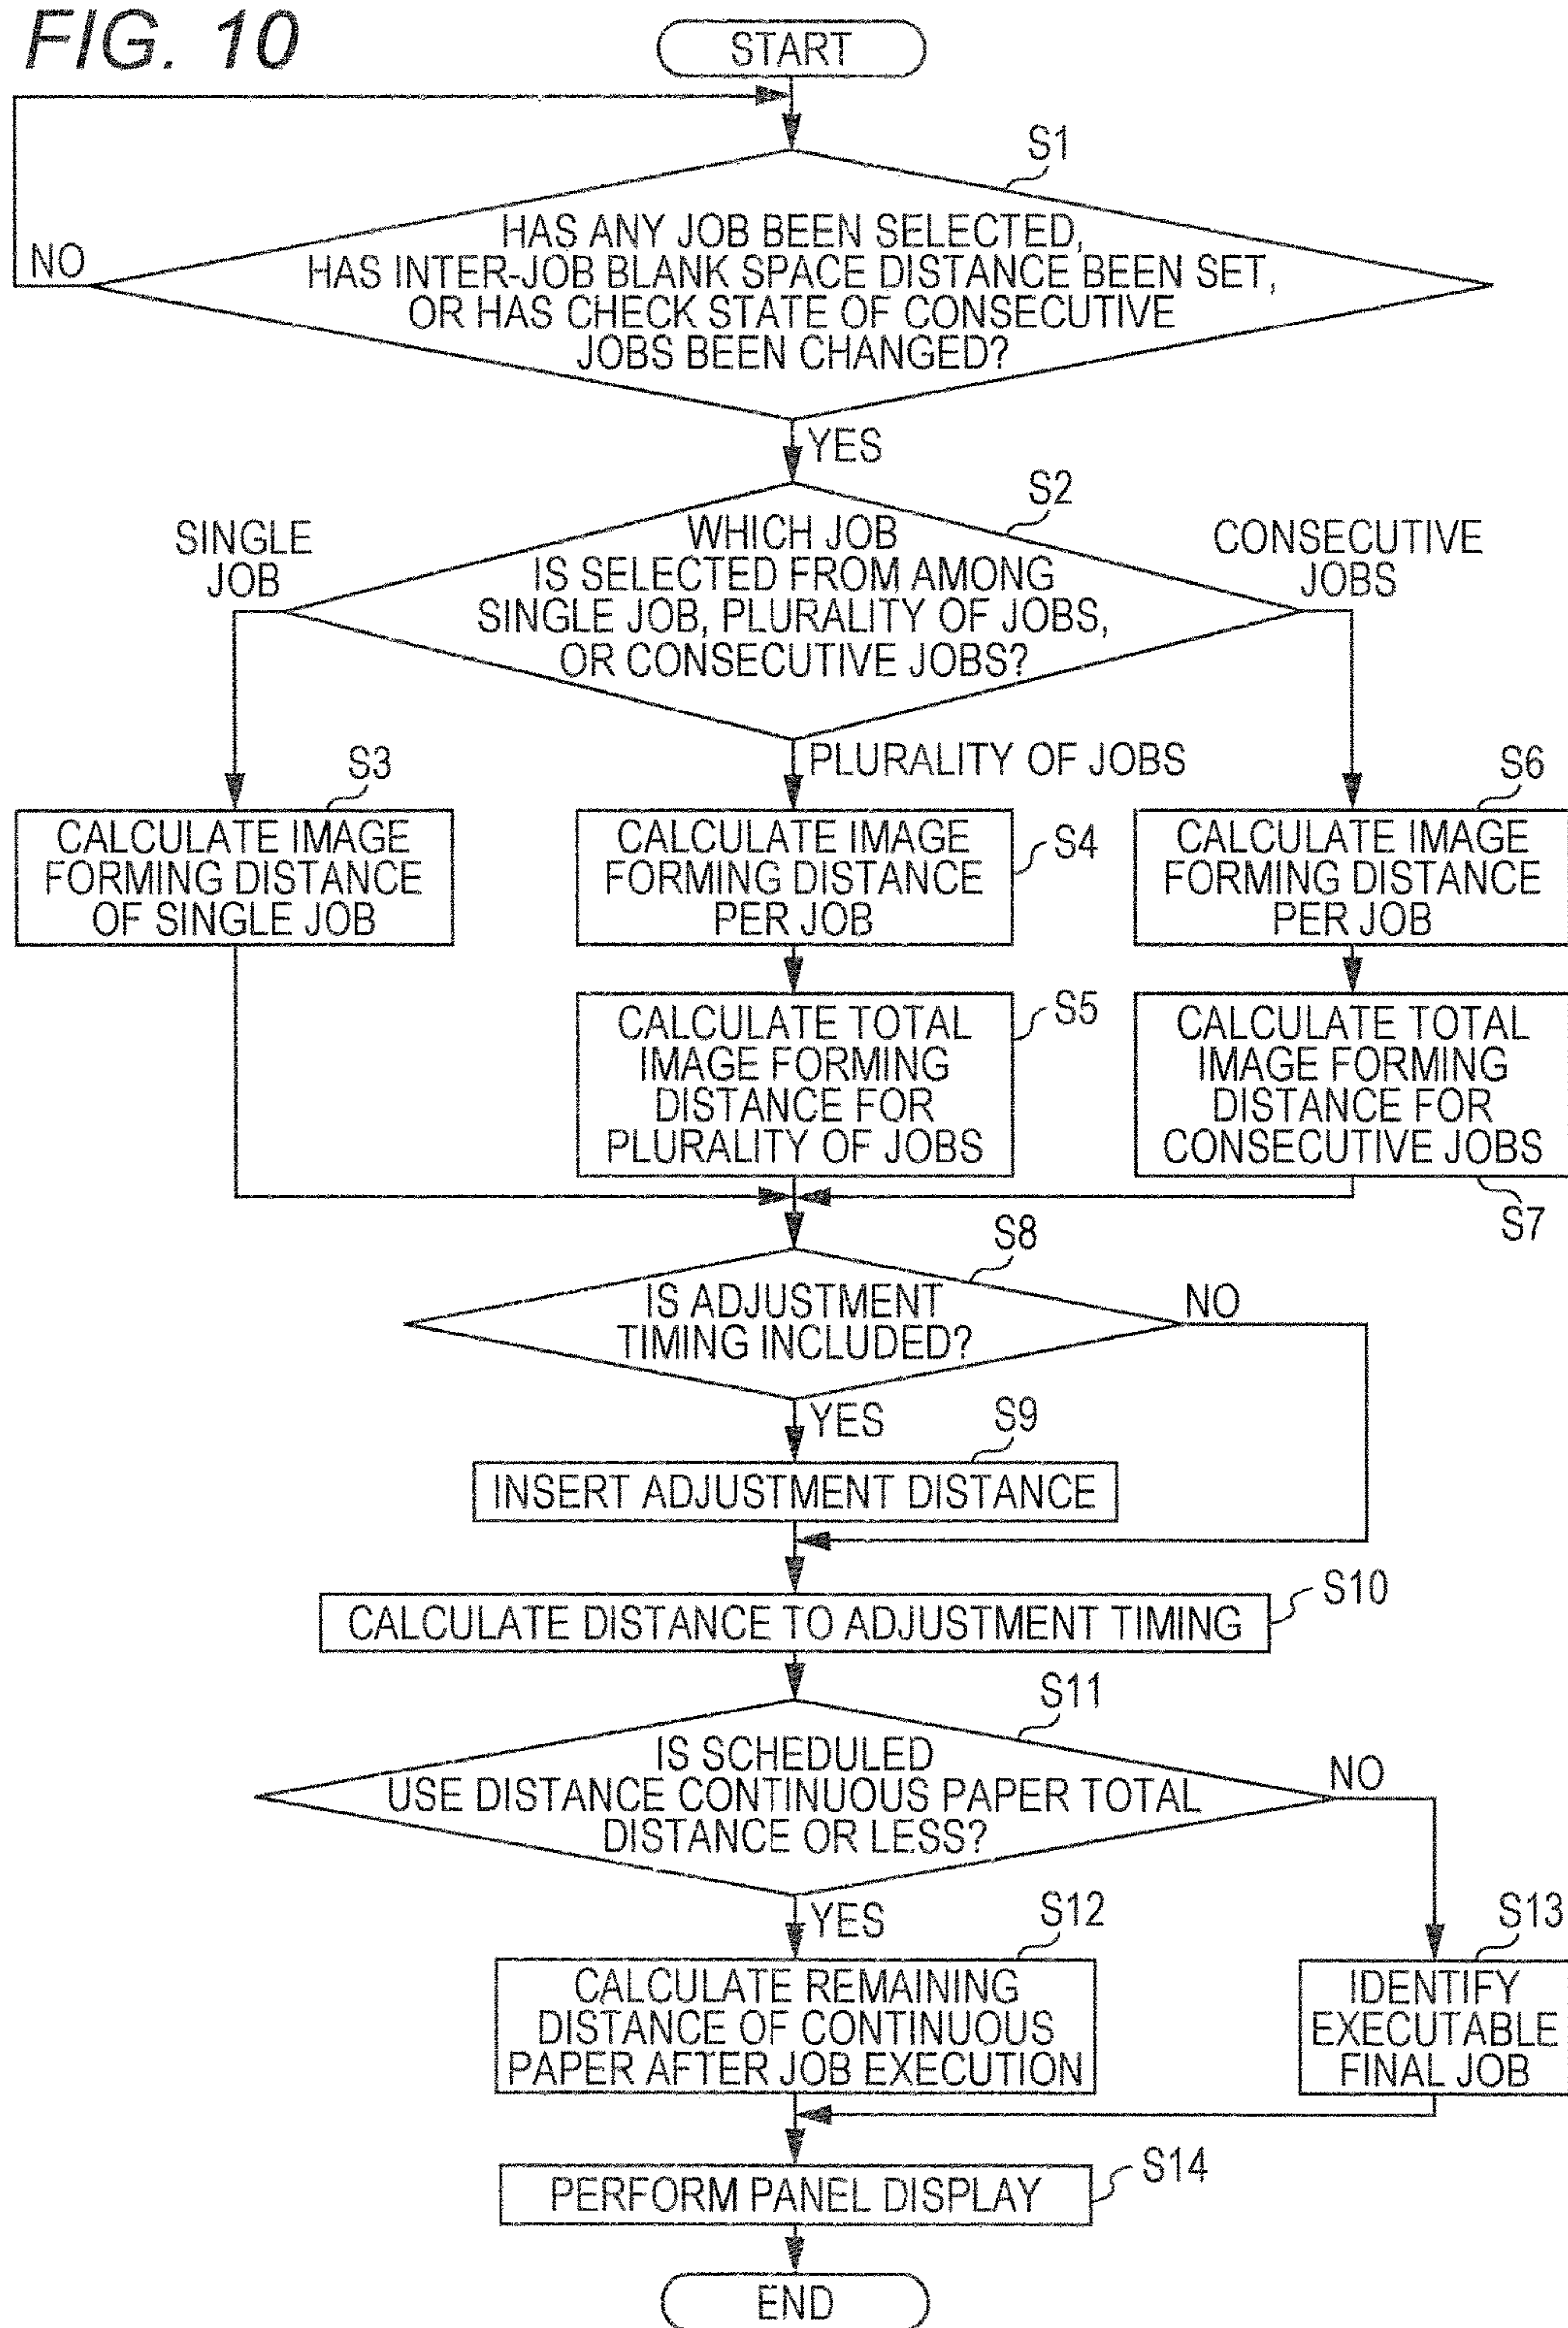 FIG. 10
START
S1
HAS ANY JOB BEEN SELECTED,
HAS INTER-JOB BLANK SPACE DISTANCE BEEN SET,
OR HAS CHECK STATE OF CONSECUTIVE
JOBS BEEN CHANGED?
NO
YES
S2
WHICH JOB
IS SELECTED FROM AMONG
SINGLE JOB, PLURALITY OF JOBS,
OR CONSECUTIVE JOBS?
SINGLE
JOB
CONSECUTIVE
JOBS
PLURALITY OF JOBS
S3
CALCULATE IMAGE
FORMING DISTANCE
OF SINGLE JOB
S4
CALCULATE IMAGE
FORMING DISTANCE
PER JOB
S6
CALCULATE IMAGE
FORMING DISTANCE
PER JOB
S5
CALCULATE TOTAL
IMAGE FORMING
DISTANCE FOR
PLURALITY OF JOBS
CALCULATE TOTAL
IMAGE FORMING
DISTANCE FOR
CONSECUTIVE JOBS
S7
S8
IS ADJUSTMENT
TIMING INCLUDED?
NO
YES
S9
INSERT ADJUSTMENT DISTANCE
S10
CALCULATE DISTANCE TO ADJUSTMENT TIMING
S11
IS SCHEDULED
USE DISTANCE CONTINUOUS PAPER TOTAL
DISTANCE OR LESS?
NO
YES
S12
CALCULATE REMAINING
DISTANCE OF CONTINUOUS
PAPER AFTER JOB EXECUTION
S13
IDENTIFY
EXECUTABLE
FINAL JOB
S14
PERFORM PANEL DISPLAY
END